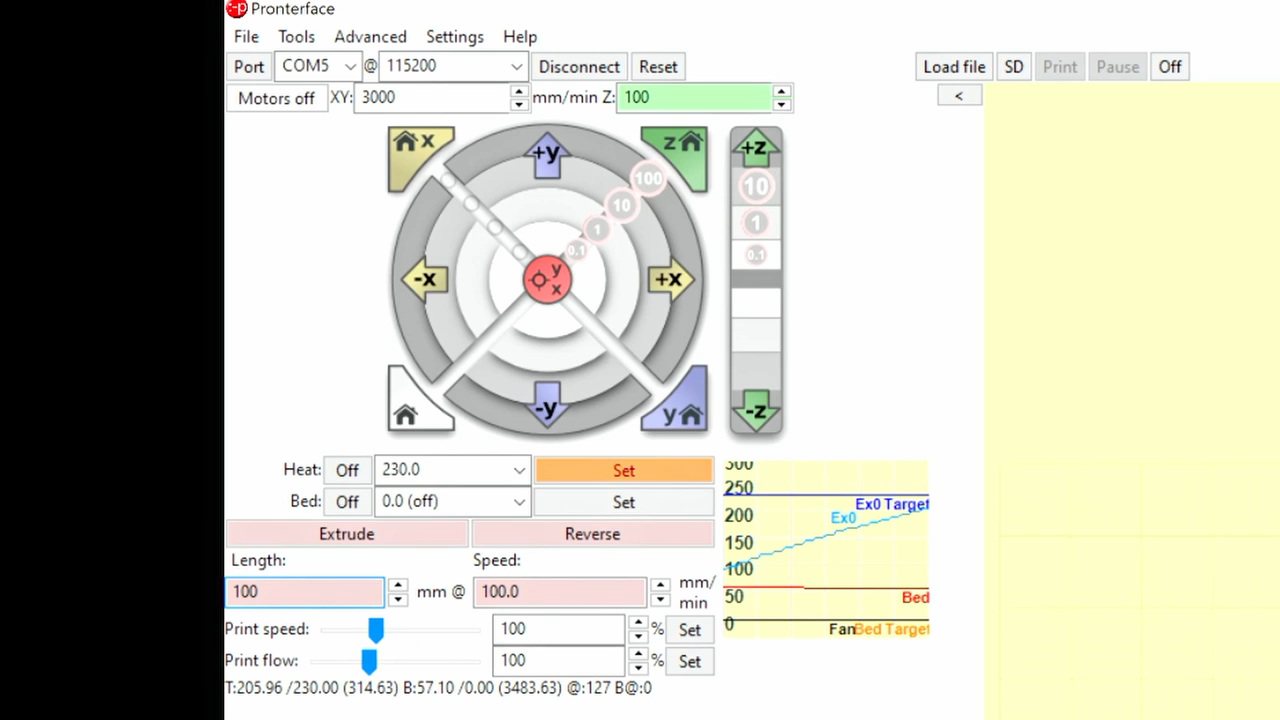 Pronterface
File Tools Advanced Settings Help
Port COM5 @ 115200 Disconnect Reset Load file SD Print Pause Off
Motors off XY: 3000 mm/min Z: 100 <
x +y z +z
100 10
10 1
1 0.1
0.1
-x y x +x
-y y -z
Heat: Off 230.0 Set
Bed: Off 0.0 (off) Set
Extrude Reverse
Length: Speed:
100 mm @ 100.0 mm/
min
Print speed: 100 % Set
Print flow: 100 % Set
300
250
Ex0 Target
200 Ex0
150
100
50 Bed
0 Fan Bed Target
T:205.96 /230.00 (314.63) B:57.10 /0.00 (3483.63) @:127 B@:0